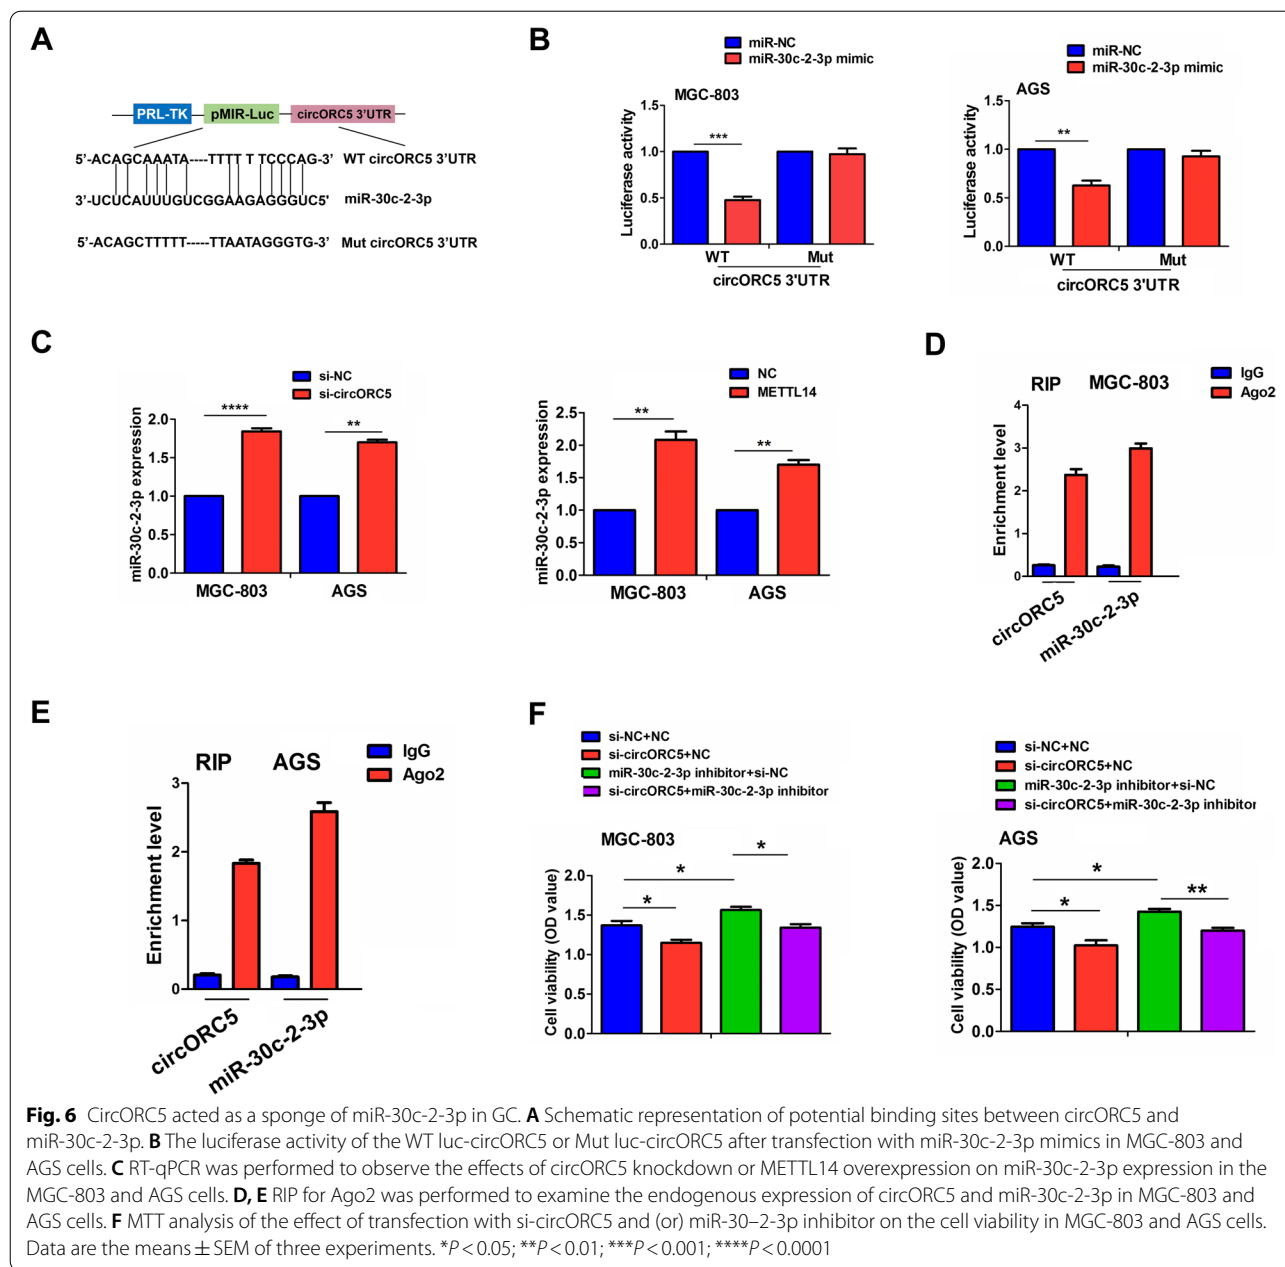 A
PRL-TK pMIR-Luc circORC5 3'UTR
5'-ACAGCAAATA----TTTT T TCCCAG-3' WT circORC5 3'UTR
3'-UCUCAUUUGUCGGAAGAGGGUC5' miR-30c-2-3p
5'-ACAGCTTTTT-----TTAATAGGGTG-3' Mut circORC5 3'UTR
B
miR-NC
miR-30c-2-3p mimic
MGC-803
Luciferase activity
1.5
1.0
0.5
0.0
***
WT Mut
circORC5 3'UTR
miR-NC
miR-30c-2-3p mimic
AGS
Luciferase activity
1.5
1.0
0.5
0.0
**
WT Mut
circORC5 3'UTR
C
si-NC
si-circORC5
miR-30c-2-3p expression
2.0
1.5
1.0
0.5
0.0
**** **
MGC-803 AGS
NC
METTL14
miR-30c-2-3p expression
2.5
2.0
1.5
1.0
0.5
0.0
** **
MGC-803 AGS
D
IgG
Ago2
RIP MGC-803
Enrichment level
4
3
2
1
0
circORC5 miR-30c-2-3p
E
IgG
Ago2
RIP AGS
Enrichment level
3
2
1
0
circORC5 miR-30c-2-3p
F
si-NC+NC
si-circORC5+NC
miR-30c-2-3p inhibitor+si-NC
si-circORC5+miR-30c-2-3p inhibitor
MGC-803
Cell viability (OD value)
2.0
1.5
1.0
0.5
0.0
* * *
si-NC+NC
si-circORC5+NC
miR-30c-2-3p inhibitor+si-NC
si-circORC5+miR-30c-2-3p inhibitor
AGS
Cell viability (OD value)
2.0
1.5
1.0
0.5
0.0
* * **
Fig. 6 CircORC5 acted as a sponge of miR-30c-2-3p in GC. A Schematic representation of potential binding sites between circORC5 and
miR-30c-2-3p. B The luciferase activity of the WT luc-circORC5 or Mut luc-circORC5 after transfection with miR-30c-2-3p mimics in MGC-803 and
AGS cells. C RT-qPCR was performed to observe the effects of circORC5 knockdown or METTL14 overexpression on miR-30c-2-3p expression in the
MGC-803 and AGS cells. D, E RIP for Ago2 was performed to examine the endogenous expression of circORC5 and miR-30c-2-3p in MGC-803 and
AGS cells. F MTT analysis of the effect of transfection with si-circORC5 and (or) miR-30–2-3p inhibitor on the cell viability in MGC-803 and AGS cells.
Data are the means ± SEM of three experiments. *P < 0.05; **P < 0.01; ***P < 0.001; ****P < 0.0001